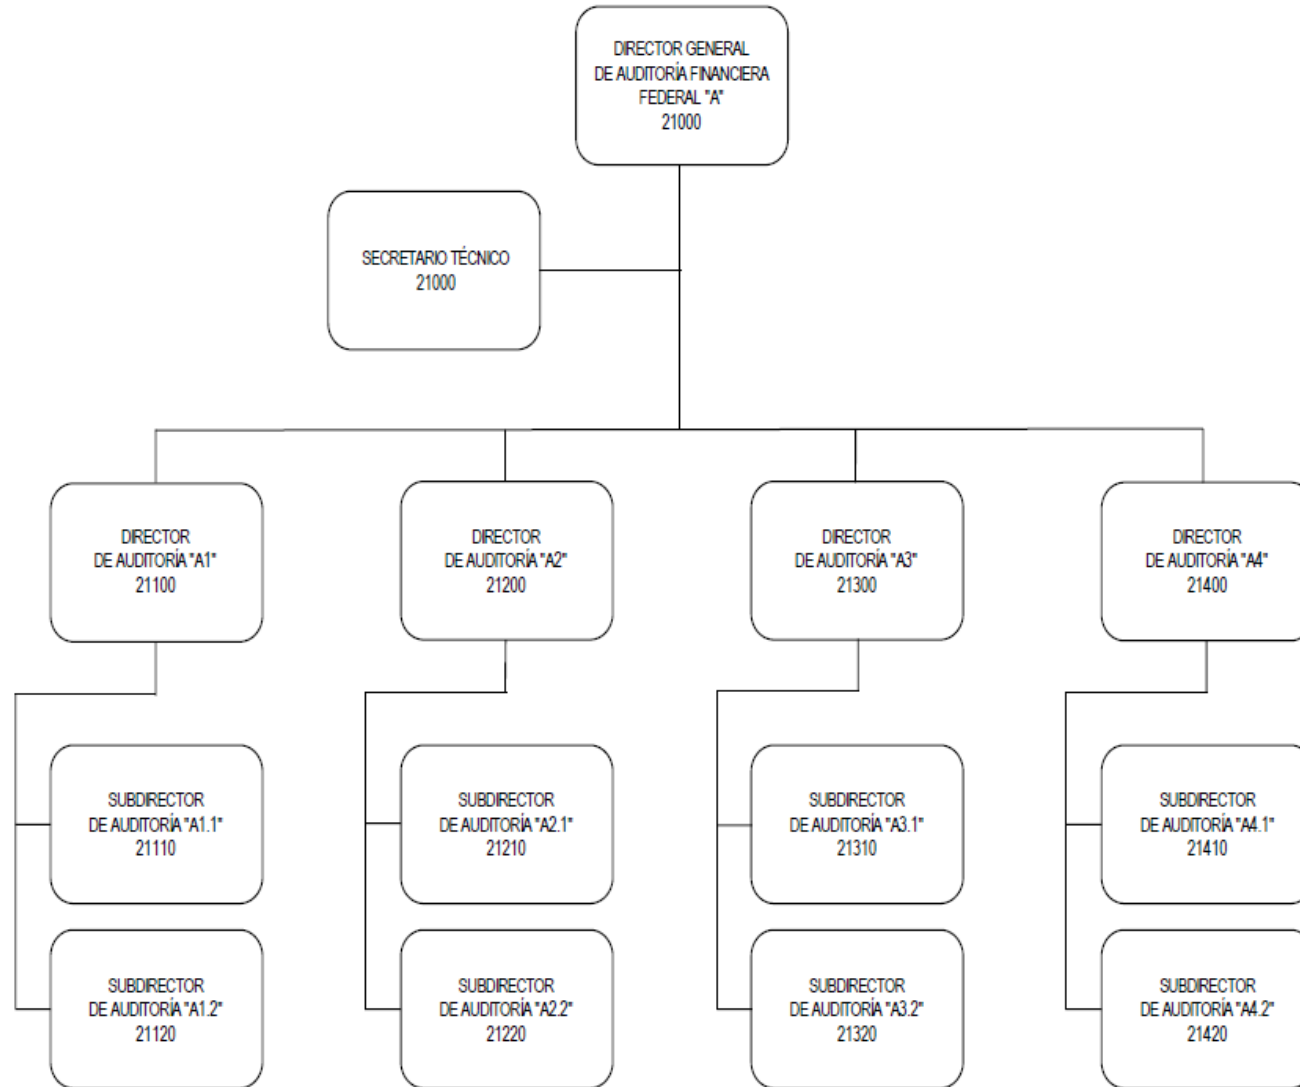 DIRECTOR GENERAL
DE AUDITORÍA FINANCIERA
FEDERAL "A"
21000
SECRETARIO TÉCNICO
21000
DIRECTOR
DE AUDITORÍA "A1"
21100
DIRECTOR
DE AUDITORÍA "A2"
21200
DIRECTOR
DE AUDITORÍA "A3"
21300
DIRECTOR
DE AUDITORÍA "A4"
21400
SUBDIRECTOR
DE AUDITORÍA "A1.1"
21110
SUBDIRECTOR
DE AUDITORÍA "A2.1"
21210
SUBDIRECTOR
DE AUDITORÍA "A3.1"
21310
SUBDIRECTOR
DE AUDITORÍA "A4.1"
21410
SUBDIRECTOR
DE AUDITORÍA "A1.2"
21120
SUBDIRECTOR
DE AUDITORÍA "A2.2"
21220
SUBDIRECTOR
DE AUDITORÍA "A3.2"
21320
SUBDIRECTOR
DE AUDITORÍA "A4.2"
21420